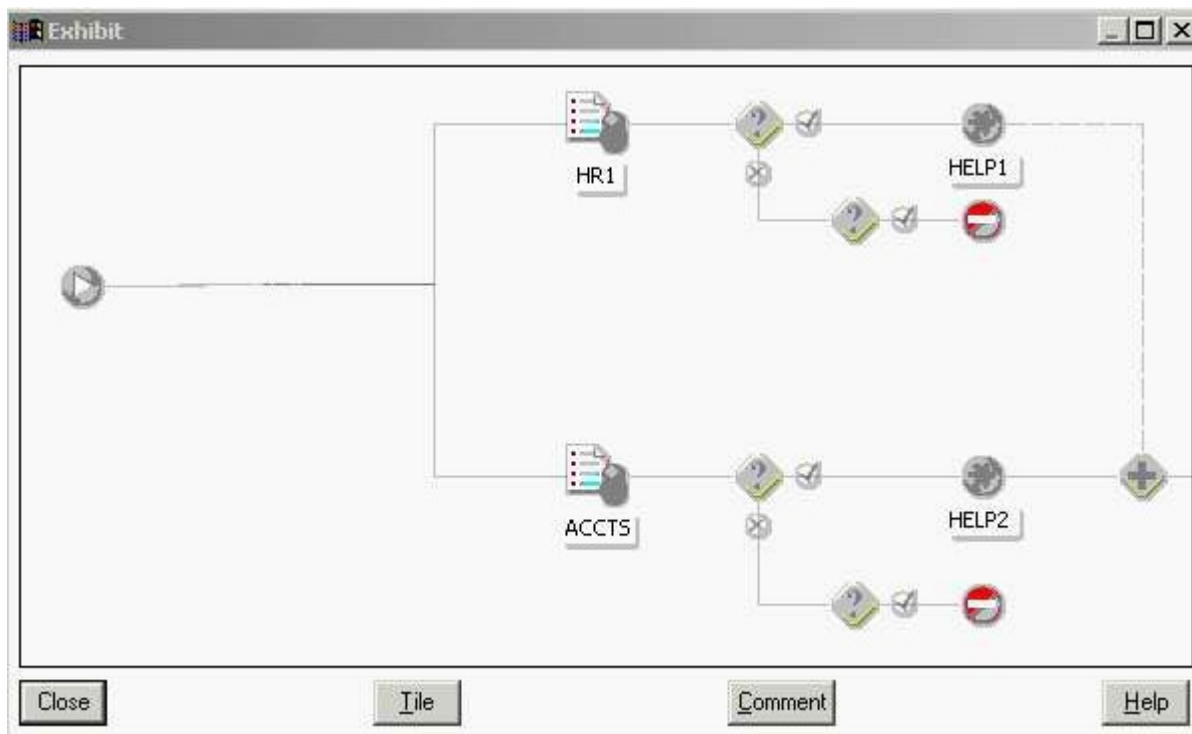 Exhibit
HR1
HELP1
ACCTS
HELP2
Close
Tile
Comment
Help